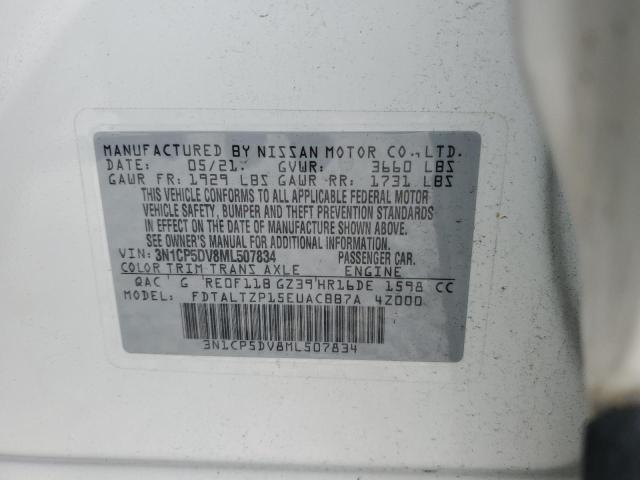 MANUFACTURED BY NISSAN MOTOR CO., LTD.
DATE: 05/21. GVWR: 3660 LBS
GAWR FR: 1929 LBS GAWR RR: 1731 LBS
THIS VEHICLE CONFORMS TO ALL APPLICABLE FEDERAL MOTOR
VEHICLE SAFETY, BUMPER AND THEFT PREVENTION STANDARDS
IN EFFECT ON THE DATE OF MANUFACTURE SHOWN ABOVE.
SEE OWNER'S MANUAL FOR ADDITIONAL INFORMATION.
VIN: 3N1CP5DV8ML507834 PASSENGER CAR.
COLOR TRIM TRANS AXLE ENGINE
QAC G RE0F11B GZ39 HR16DE 1598 CC
MODEL: FDTALTZP15EUACBB7A 4Z000
3N1CP5DV8ML507834